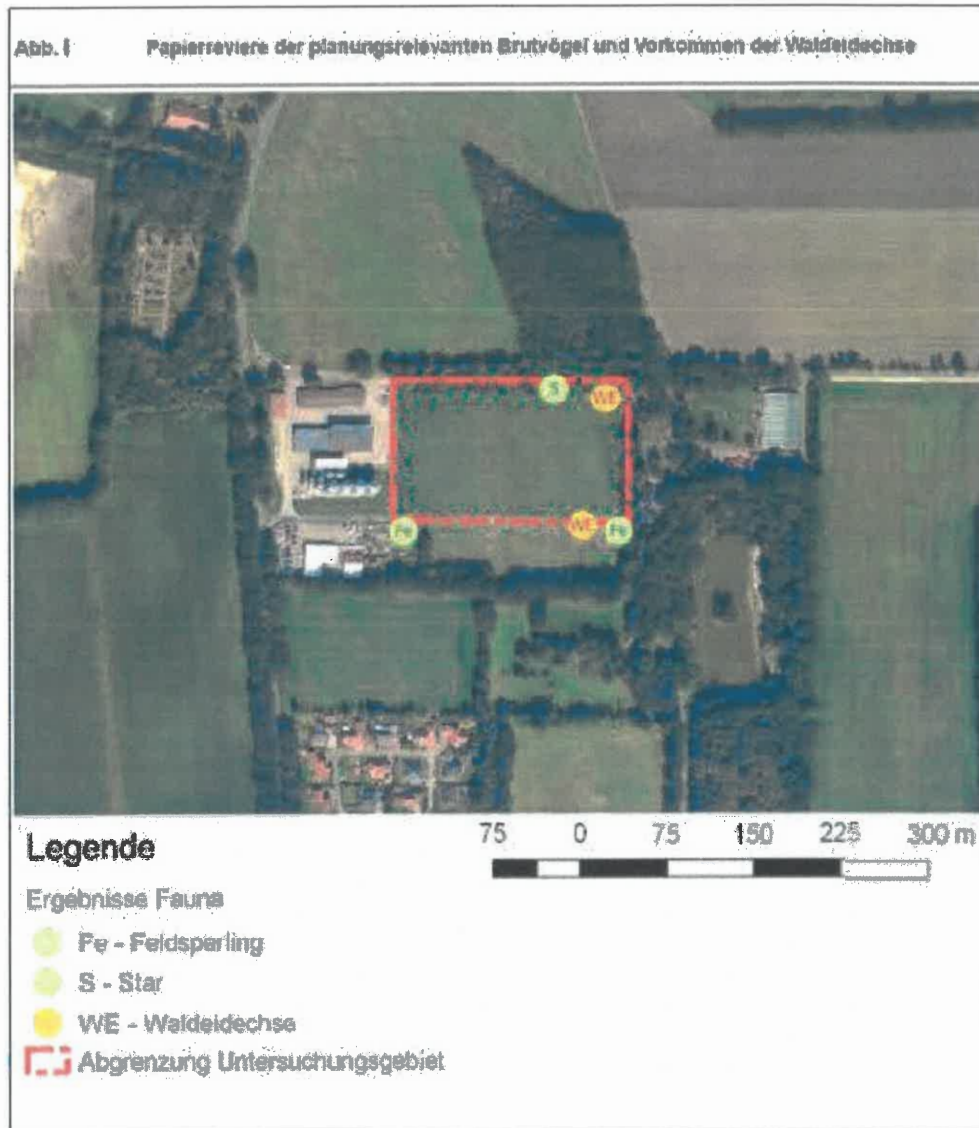 Abb. 1 Papierreviere der planungsrelevanten Brutvögel und Vorkommen der Waldeidechse
S
WE
Fe
WE
Fe
Legende
75 0 75 150 225 300 m
Ergebnisse Fauna
Fe - Feldsperling
S - Star
WE - Waldeidechse
Abgrenzung Untersuchungsgebiet